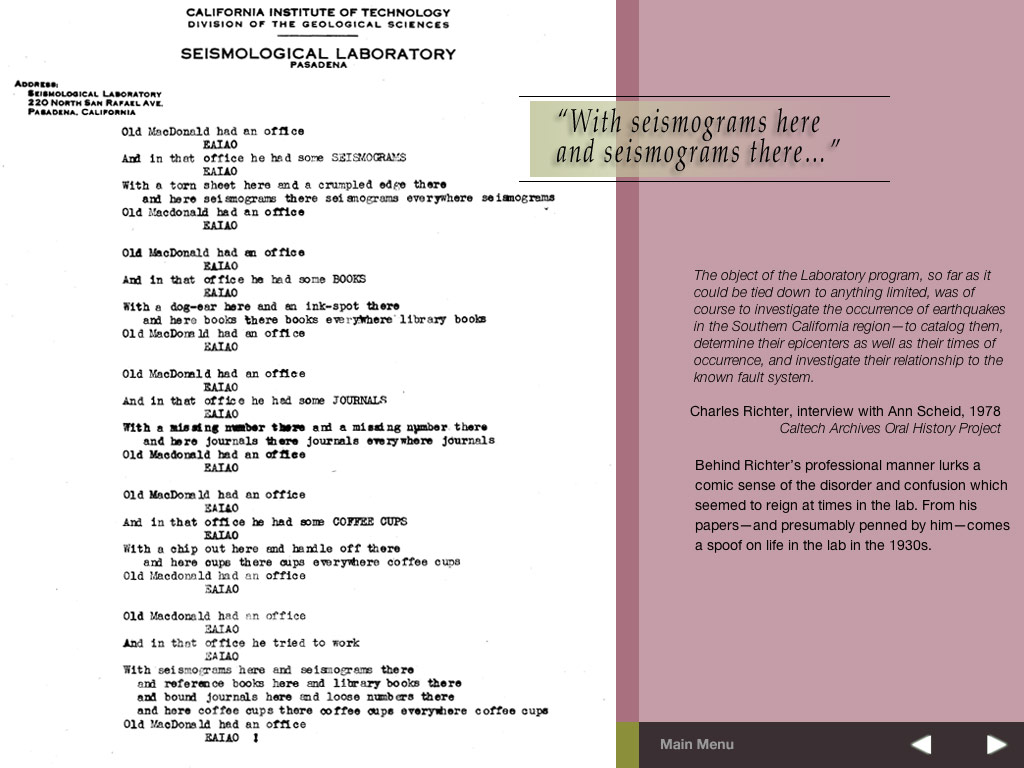 CALIFORNIA INSTITUTE OF TECHNOLOGY
DIVISION OF THE GEOLOGICAL SCIENCES
SEISMOLOGICAL LABORATORY
PASADENA
ADDRESS:
SEISMOLOGICAL LABORATORY
220 NORTH SAN RAFAEL AVE.
PASADENA, CALIFORNIA
Old MacDonald had an office
EAIAO
And in that office he had some SEISMOGRAMS
EAIAO
With a torn sheet here and a crumpled edge there
and here seismograms there seismograms everywhere seismograms
Old Macdonald had an office
EAIAO
Old MacDonald had an office
EAIAO
And in that office he had some BOOKS
EAIAO
With a dog-ear here and an ink-spot there
and here books there books everywhere library books
Old MacDonald had an office
EAIAO
Old MacDonald had an office
EAIAO
And in that office he had some JOURNALS
EAIAO
With a missing number there and a missing number there
and here journals there journals everywhere journals
Old Macdonald had an office
EAIAO
Old MacDonald had an office
EAIAO
And in that office he had some COFFEE CUPS
EAIAO
With a chip out here and handle off there
and here cups there cups everywhere coffee cups
Old Macdonald had an office
EAIAO
Old Macdonald had an office
EAIAO
And in that office he tried to work
EAIAO
With seismograms here and seismograms there
and reference books here and library books there
and bound journals here and loose numbers there
and here coffee cups there coffee cups everywhere coffee cups
Old MacDonald had an office
EAIAO !
“With seismograms here
and seismograms there...”
The object of the Laboratory program, so far as it
could be tied down to anything limited, was of
course to investigate the occurrence of earthquakes
in the Southern California region—to catalog them,
determine their epicenters as well as their times of
occurrence, and investigate their relationship to the
known fault system.
Charles Richter, interview with Ann Scheid, 1978
Caltech Archives Oral History Project
Behind Richter’s professional manner lurks a
comic sense of the disorder and confusion which
seemed to reign at times in the lab. From his
papers—and presumably penned by him—comes
a spoof on life in the lab in the 1930s.
Main Menu